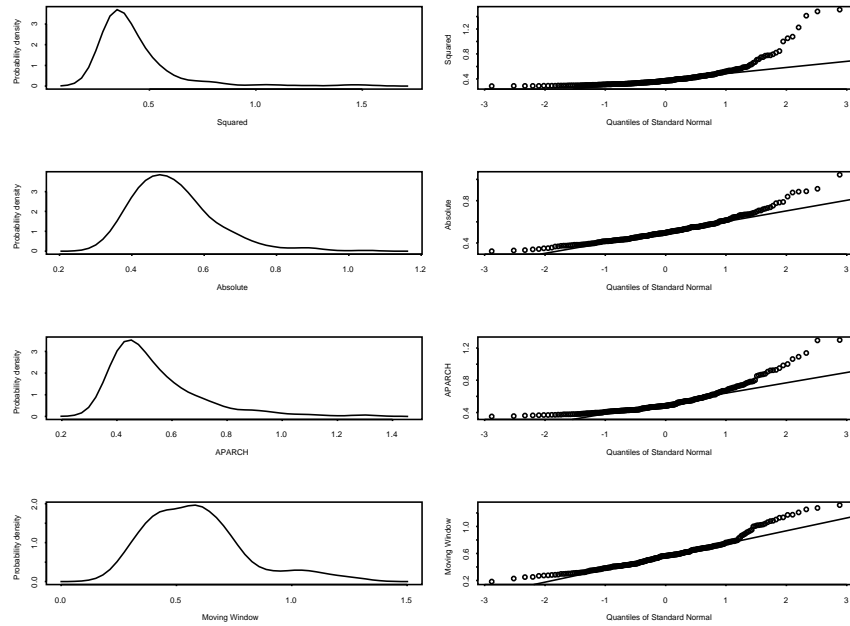 Probability density
0 1 2 3
0.5 1.0 1.5
Squared
Squared
0.4 0.8 1.2
-3 -2 -1 0 1 2 3
Quantiles of Standard Normal
Probability density
0 1 2 3
0.2 0.4 0.6 0.8 1.0 1.2
Absolute
Absolute
0.4 0.8
-3 -2 -1 0 1 2 3
Quantiles of Standard Normal
Probability density
0 1 2 3
0.2 0.4 0.6 0.8 1.0 1.2 1.4
APARCH
APARCH
0.4 0.8 1.2
-3 -2 -1 0 1 2 3
Quantiles of Standard Normal
Probability density
0.0 1.0 2.0
0.0 0.5 1.0 1.5
Moving Window
Moving Window
0.2 0.6 1.0
-3 -2 -1 0 1 2 3
Quantiles of Standard Normal